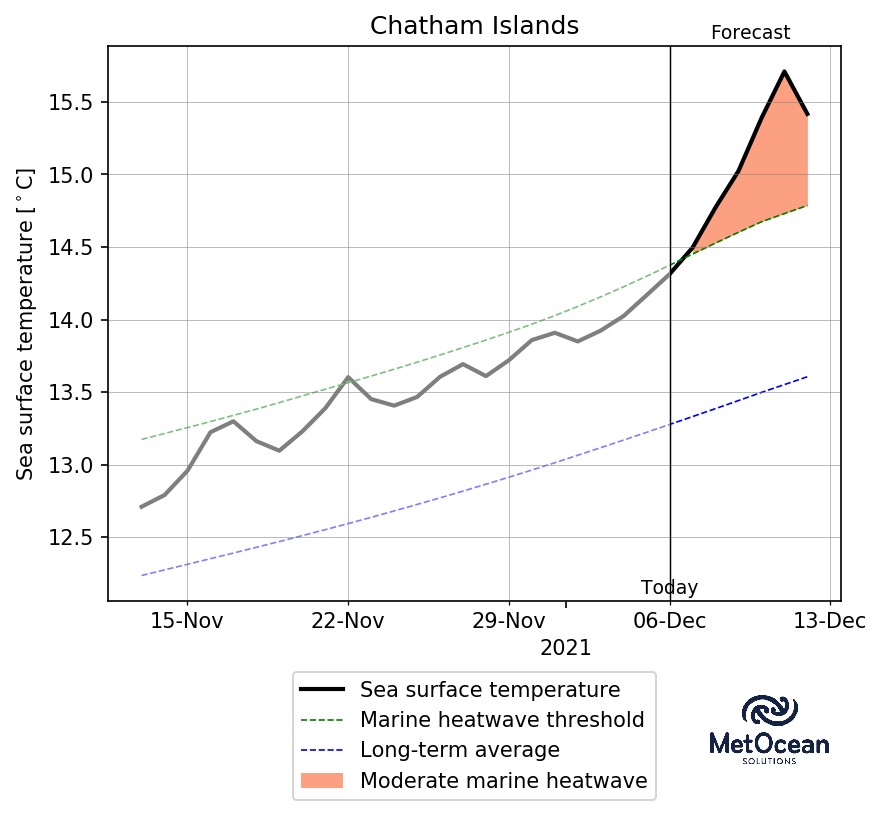 Chatham Islands
Forecast
Sea surface temperature [°C]
15.5
15.0
14.5
14.0
13.5
13.0
12.5
Today
15-Nov 22-Nov 29-Nov 06-Dec 13-Dec
2021
Sea surface temperature
Marine heatwave threshold
Long-term average
Moderate marine heatwave
MetOcean
SOLUTIONS